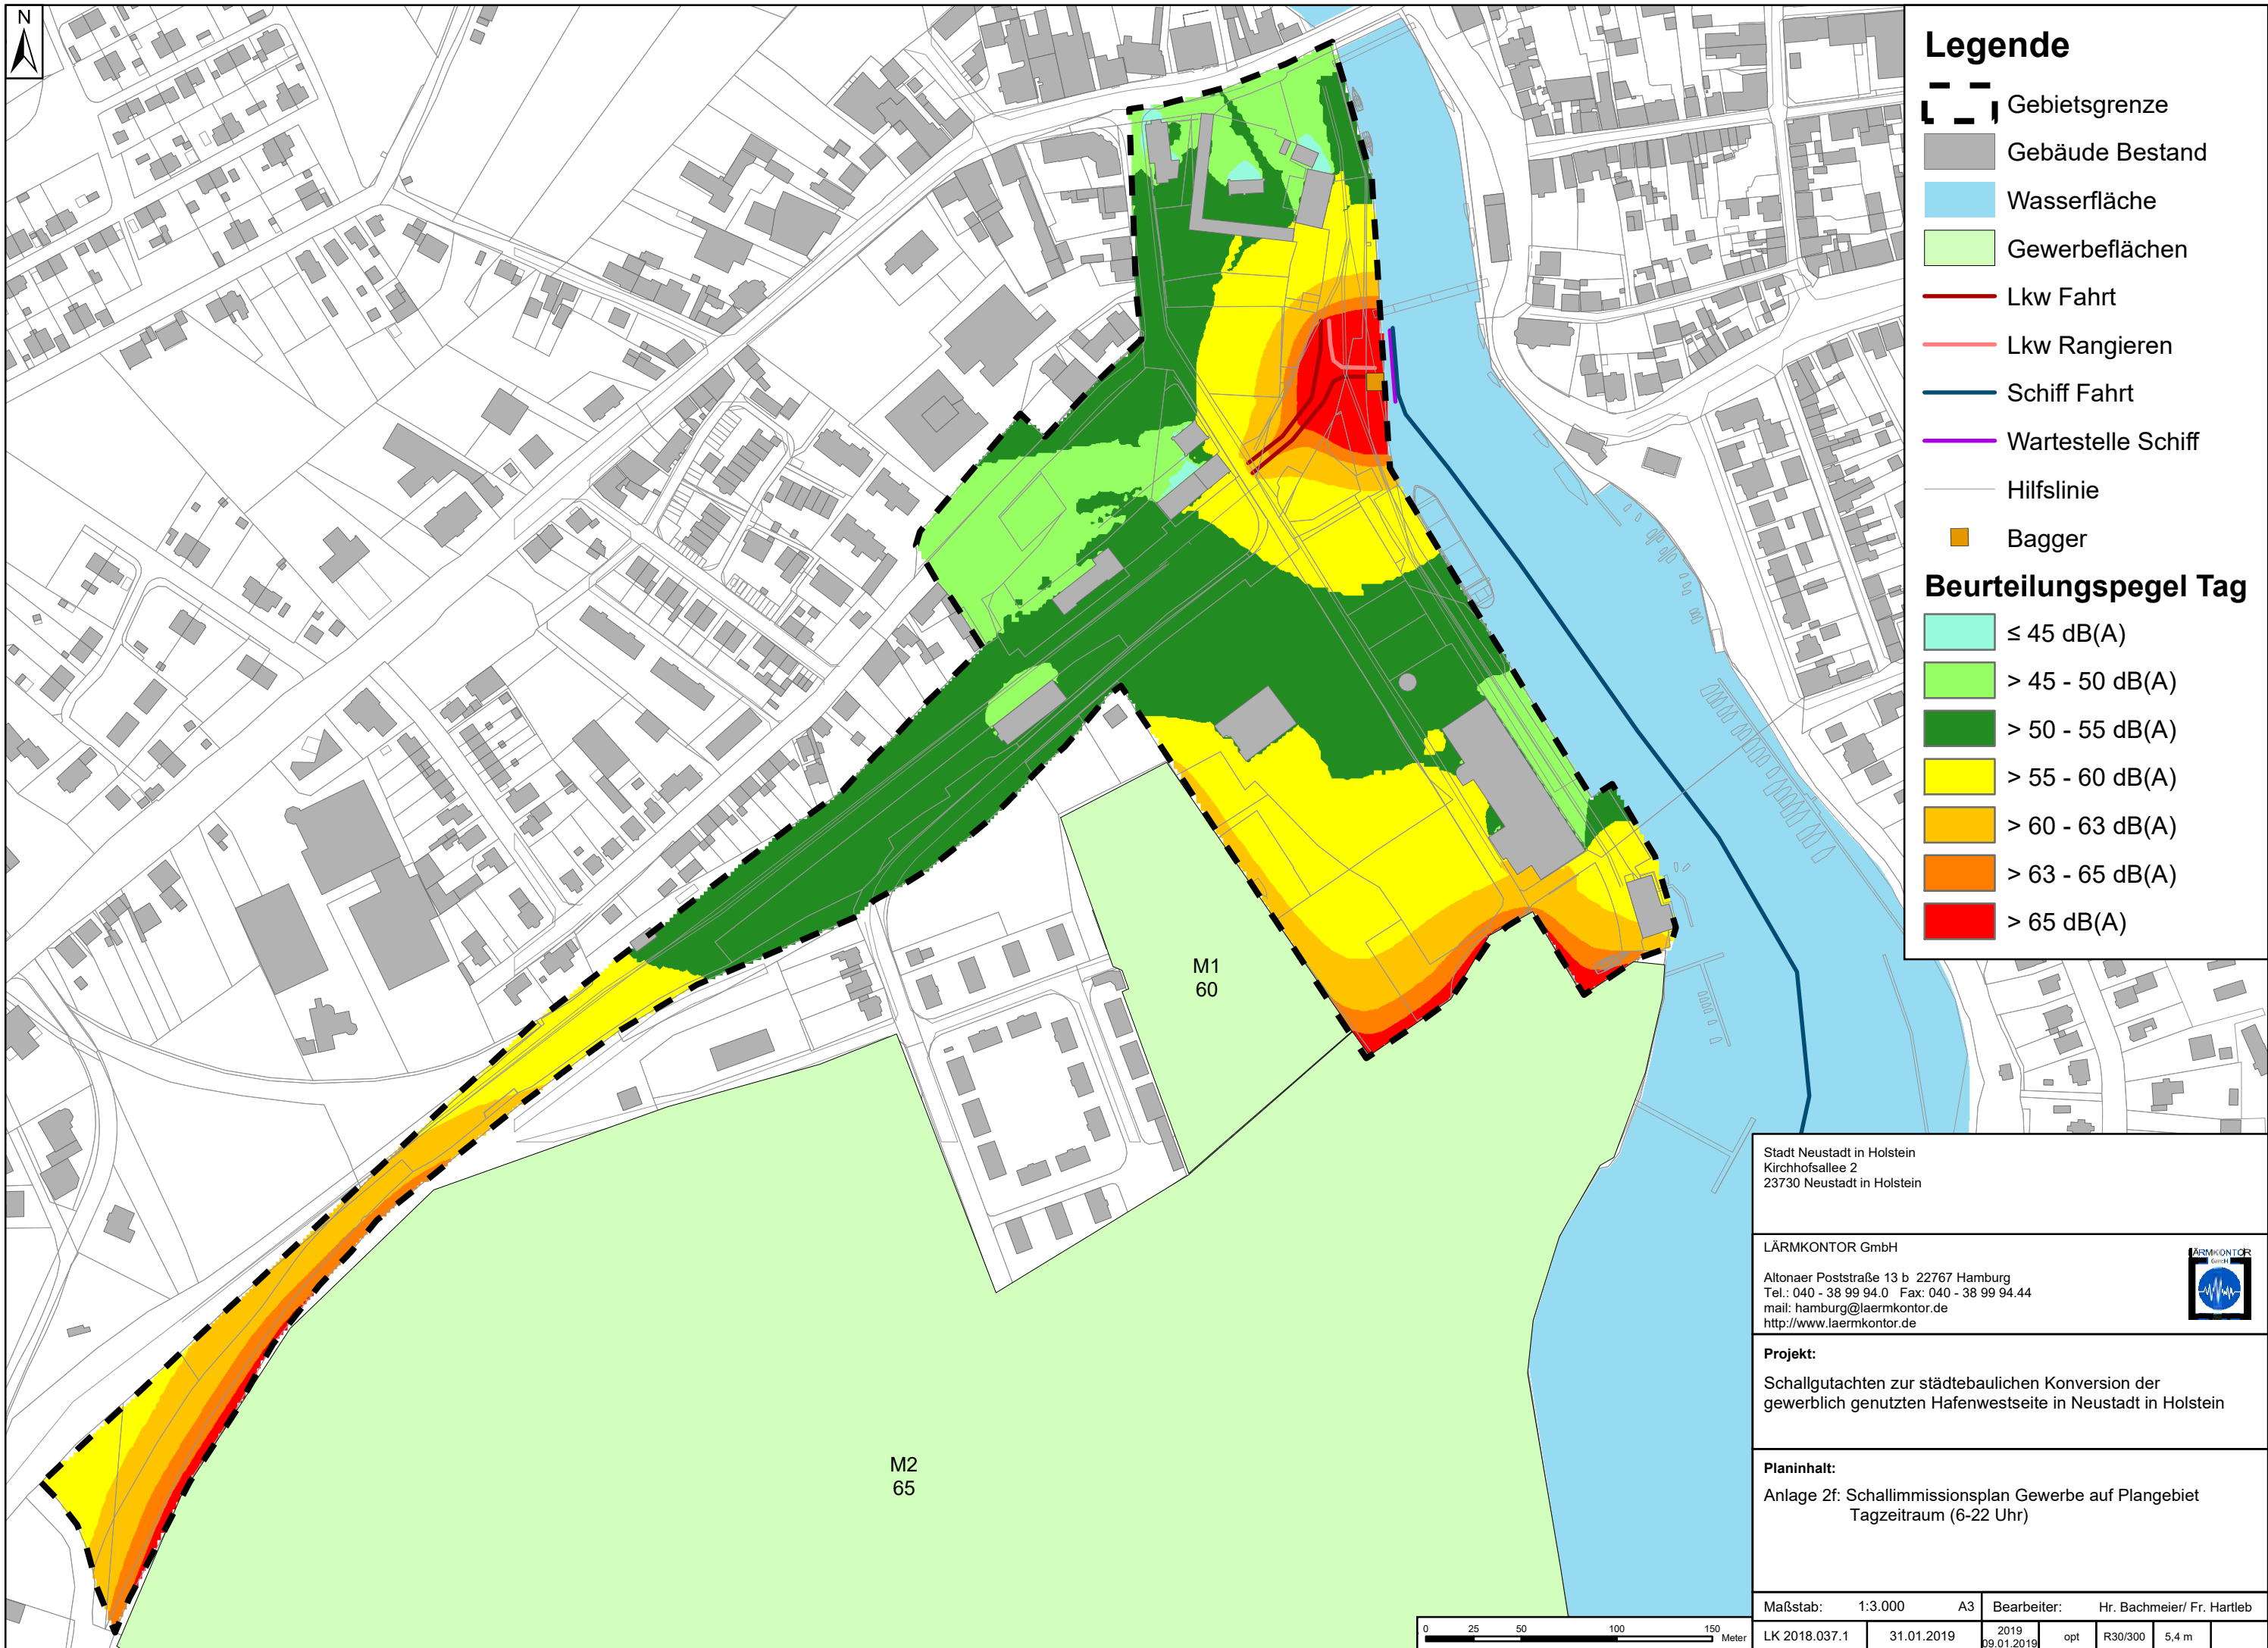 N
Legende
Gebietsgrenze
Gebäude Bestand
Wasserfläche
Gewerbeflächen
Lkw Fahrt
Lkw Rangieren
Schiff Fahrt
Wartestelle Schiff
Hilfslinie
Bagger
Beurteilungspegel Tag
≤ 45 dB(A)
> 45 - 50 dB(A)
> 50 - 55 dB(A)
> 55 - 60 dB(A)
> 60 - 63 dB(A)
> 63 - 65 dB(A)
> 65 dB(A)
M1
60
M2
65
Stadt Neustadt in Holstein
Kirchhofsallee 2
23730 Neustadt in Holstein
LÄRMKONTOR GmbH
Altonaer Poststraße 13 b 22767 Hamburg
Tel.: 040 - 38 99 94.0 Fax: 040 - 38 99 94.44
mail: hamburg@laermkontor.de
http://www.laermkontor.de
LÄRMKONTOR
GmbH
Projekt:
Schallgutachten zur städtebaulichen Konversion der
gewerblich genutzten Hafenwestseite in Neustadt in Holstein
Planinhalt:
Anlage 2f: Schallimmissionsplan Gewerbe auf Plangebiet
Tagzeitraum (6-22 Uhr)
Maßstab: 1:3.000 A3 Bearbeiter: Hr. Bachmeier/ Fr. Hartleb
LK 2018.037.1 31.01.2019 2019 09.01.2019 opt R30/300 5,4 m
0 25 50 100 150 Meter